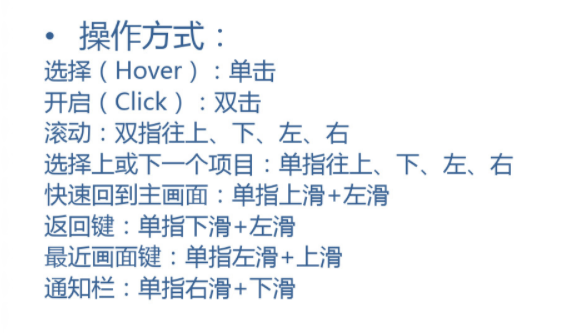 • 操作方式：
选择（Hover）：单击
开启（Click）：双击
滚动：双指往上、下、左、右
选择上或下一个项目：单指往上、下、左、右
快速回到主画面：单指上滑+左滑
返回键：单指下滑+左滑
最近画面键：单指左滑+上滑
通知栏：单指右滑+下滑